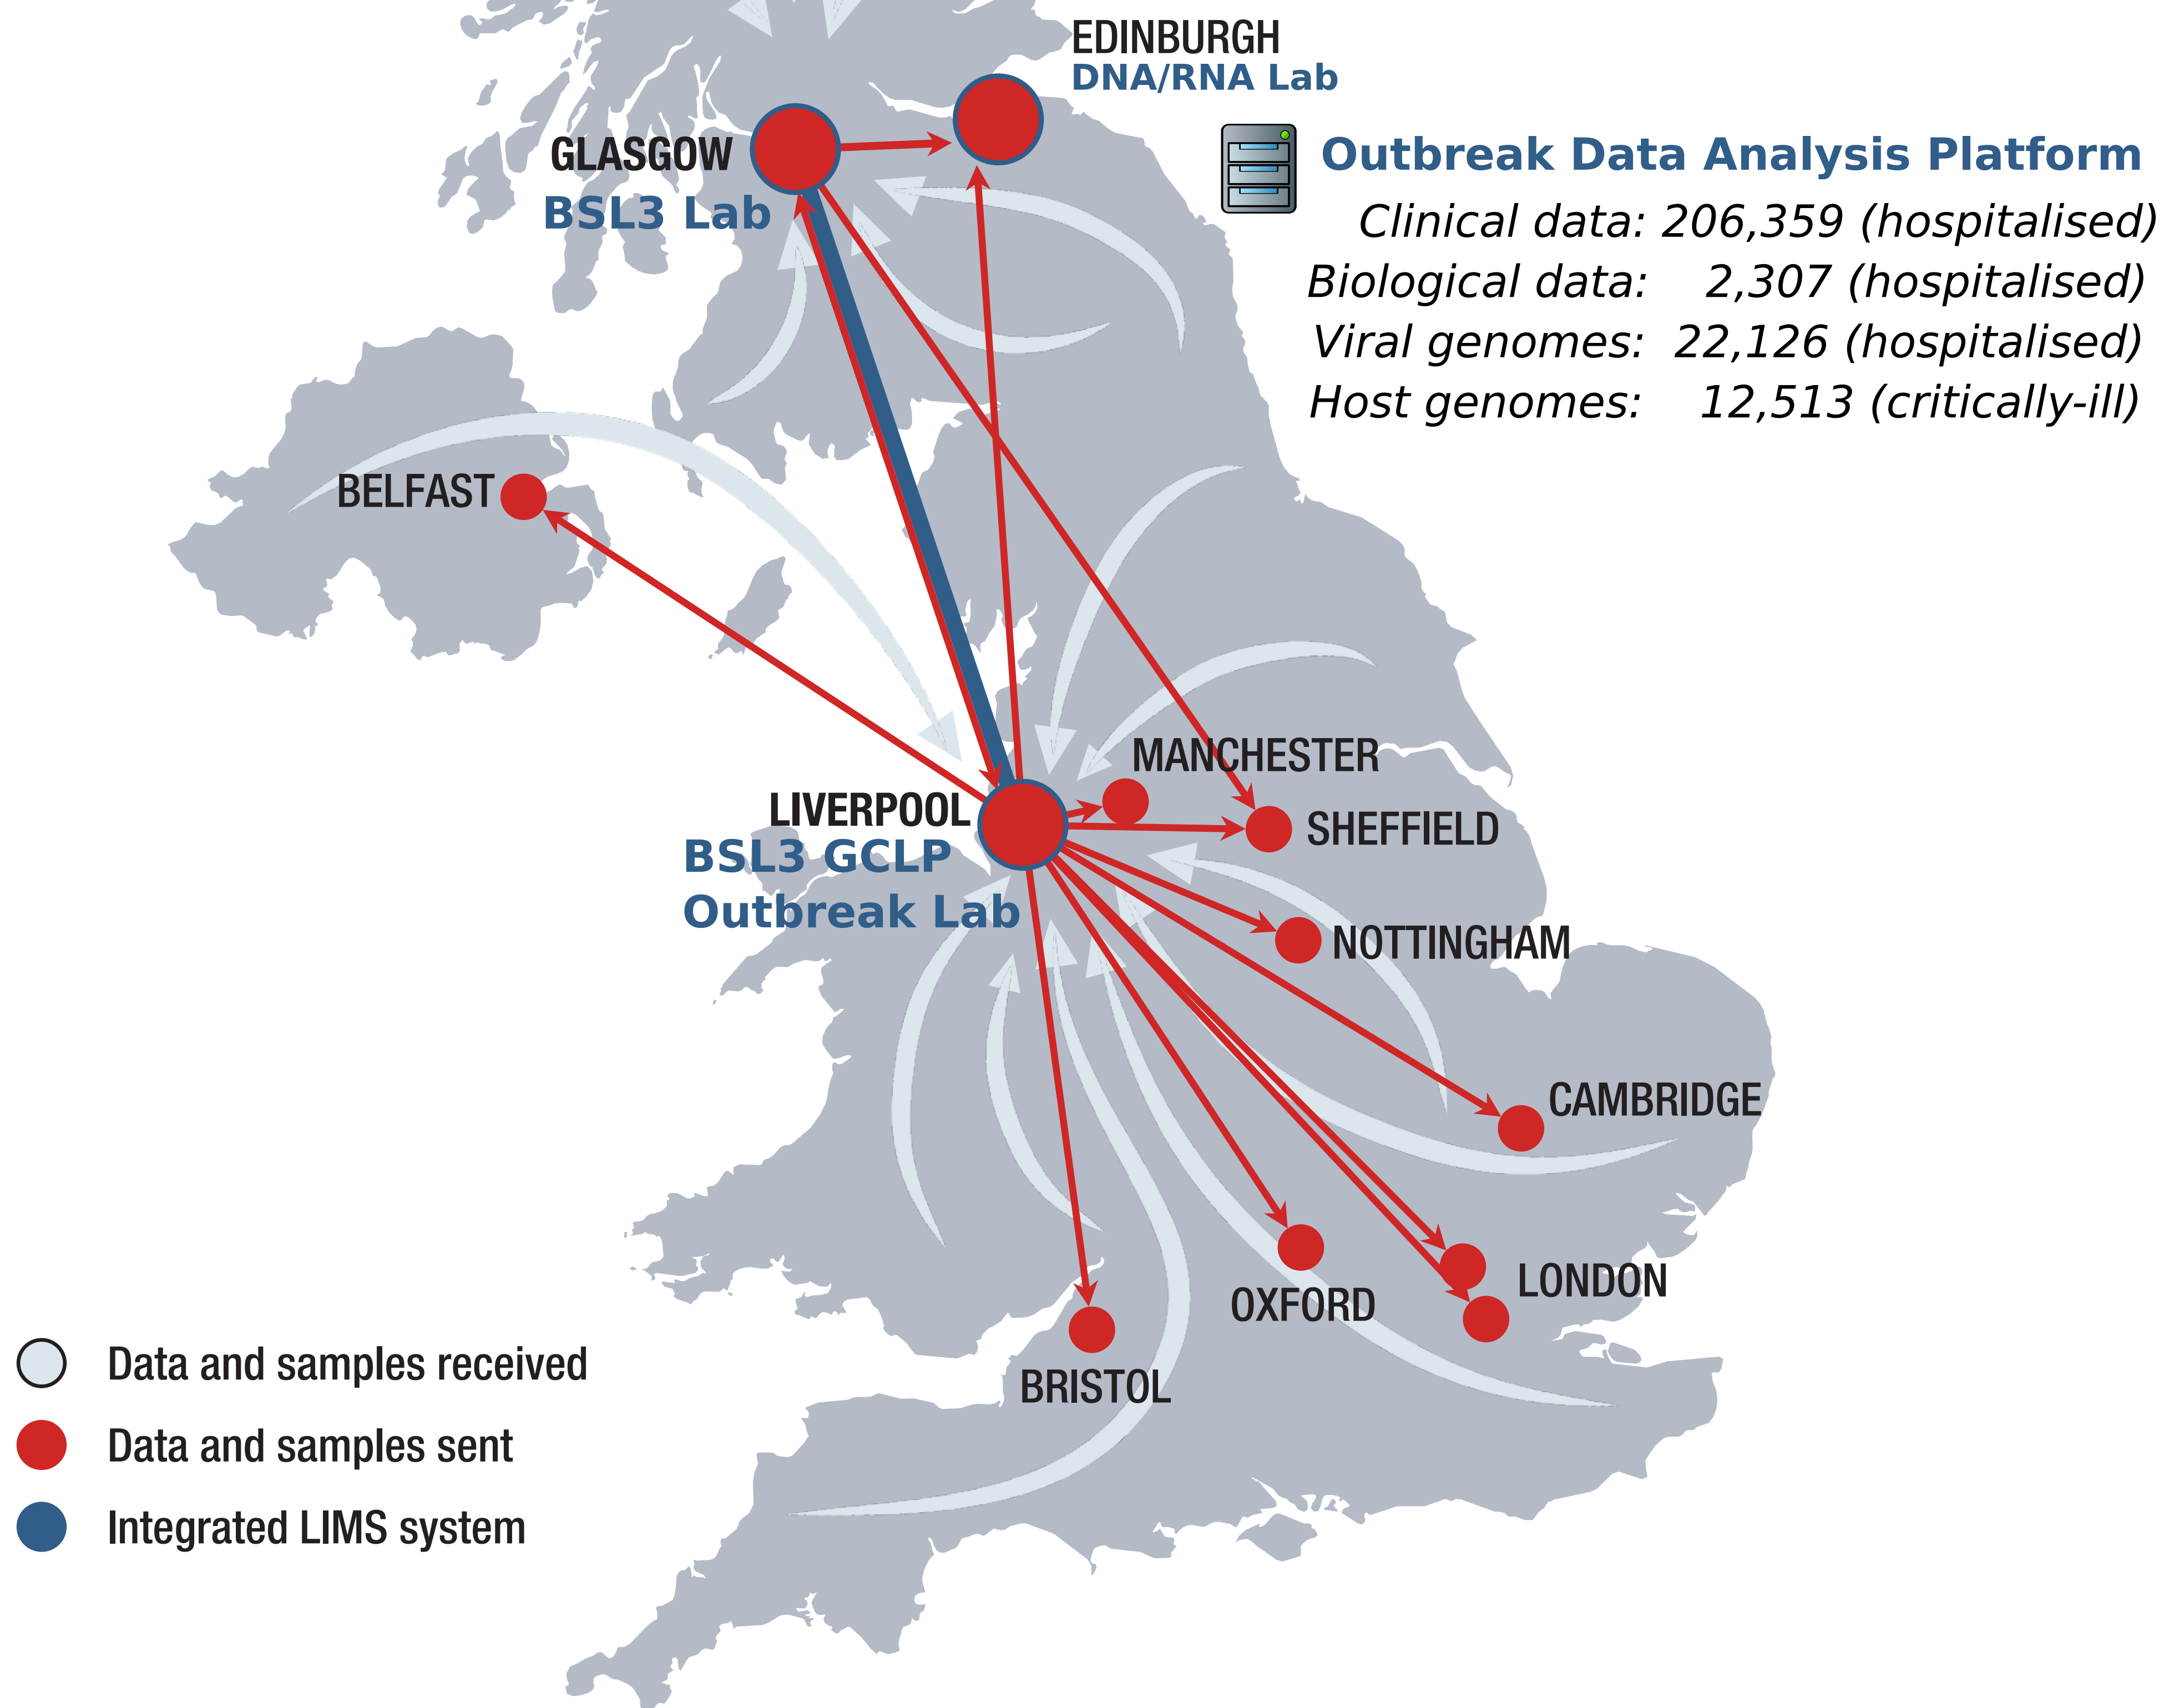 EDINBURGH
DNA/RNA Lab
GLASGOW
BSL3 Lab
Outbreak Data Analysis Platform
Clinical data: 206,359 (hospitalised)
Biological data: 2,307 (hospitalised)
Viral genomes: 22,126 (hospitalised)
Host genomes: 12,513 (critically-ill)
BELFAST
MANCHESTER
LIVERPOOL
BSL3 GCLP
Outbreak Lab
SHEFFIELD
NOTTINGHAM
CAMBRIDGE
LONDON
OXFORD
BRISTOL
Data and samples received
Data and samples sent
Integrated LIMS system